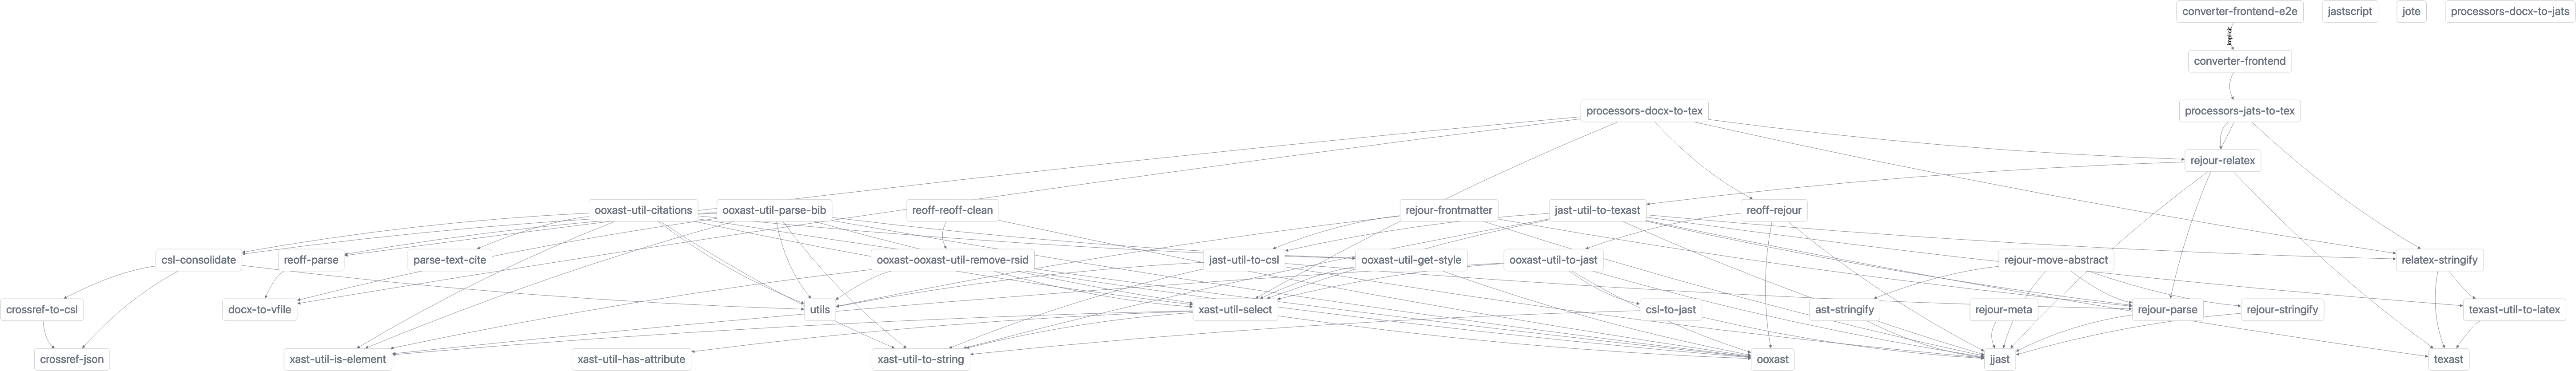 converter-frontend-e2e
jastscript
jote
processors-docx-to-jats
implicit
converter-frontend
processors-docx-to-tex
processors-jats-to-tex
rejour-relatex
ooxast-util-citations
ooxast-util-parse-bib
reoff-reoff-clean
rejour-frontmatter
jast-util-to-texast
reoff-rejour
csl-consolidate
reoff-parse
parse-text-cite
ooxast-ooxast-util-remove-rsid
jast-util-to-csl
ooxast-util-get-style
ooxast-util-to-jast
rejour-move-abstract
relatex-stringify
crossref-to-csl
docx-to-vfile
utils
xast-util-select
csl-to-jast
ast-stringify
rejour-meta
rejour-parse
rejour-stringify
texast-util-to-latex
crossref-json
xast-util-is-element
xast-util-has-attribute
xast-util-to-string
ooxast
jjast
texast